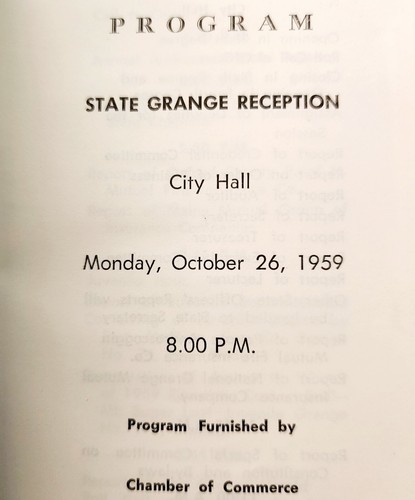 PROGRAM
STATE GRANGE RECEPTION
City Hall
Monday, October 26, 1959
8.00 P.M.
Program Furnished by
Chamber of Commerce